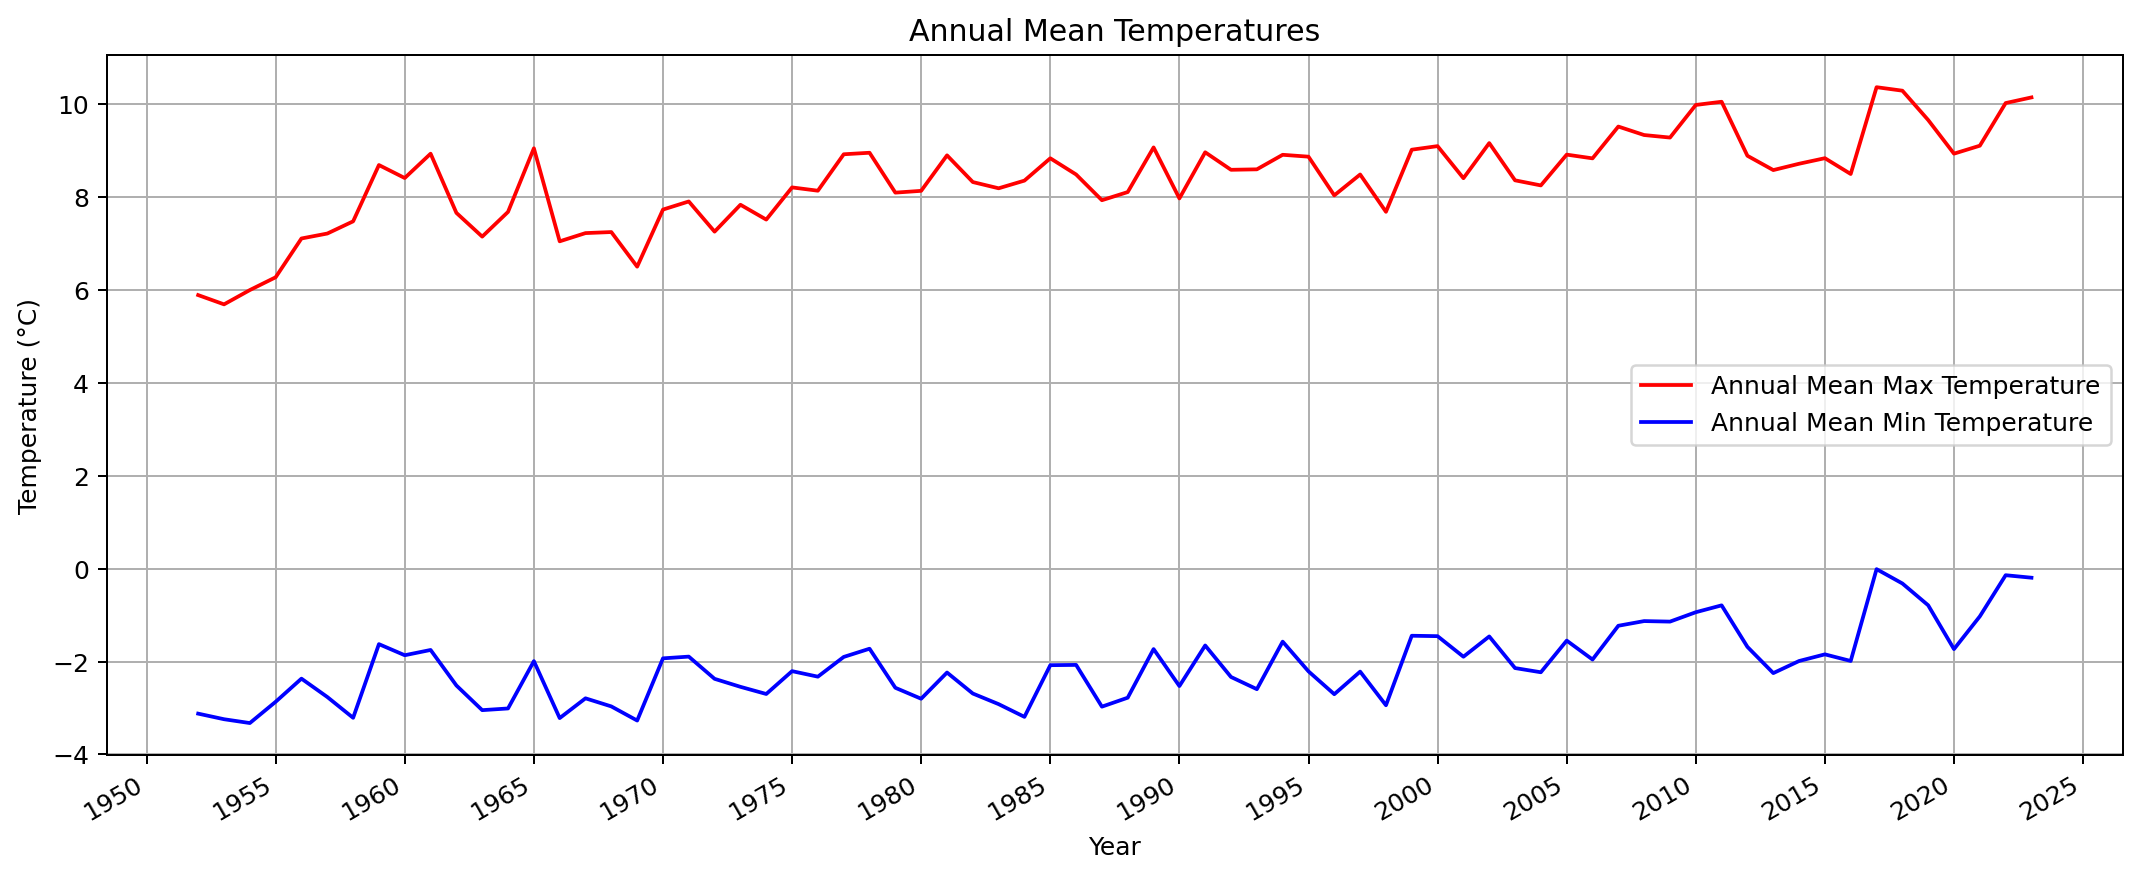 Annual Mean Temperatures
Temperature (°C)
10
8
6
4
2
0
−2
−4
Annual Mean Max Temperature
Annual Mean Min Temperature
1950 1955 1960 1965 1970 1975 1980 1985 1990 1995 2000 2005 2010 2015 2020 2025
Year